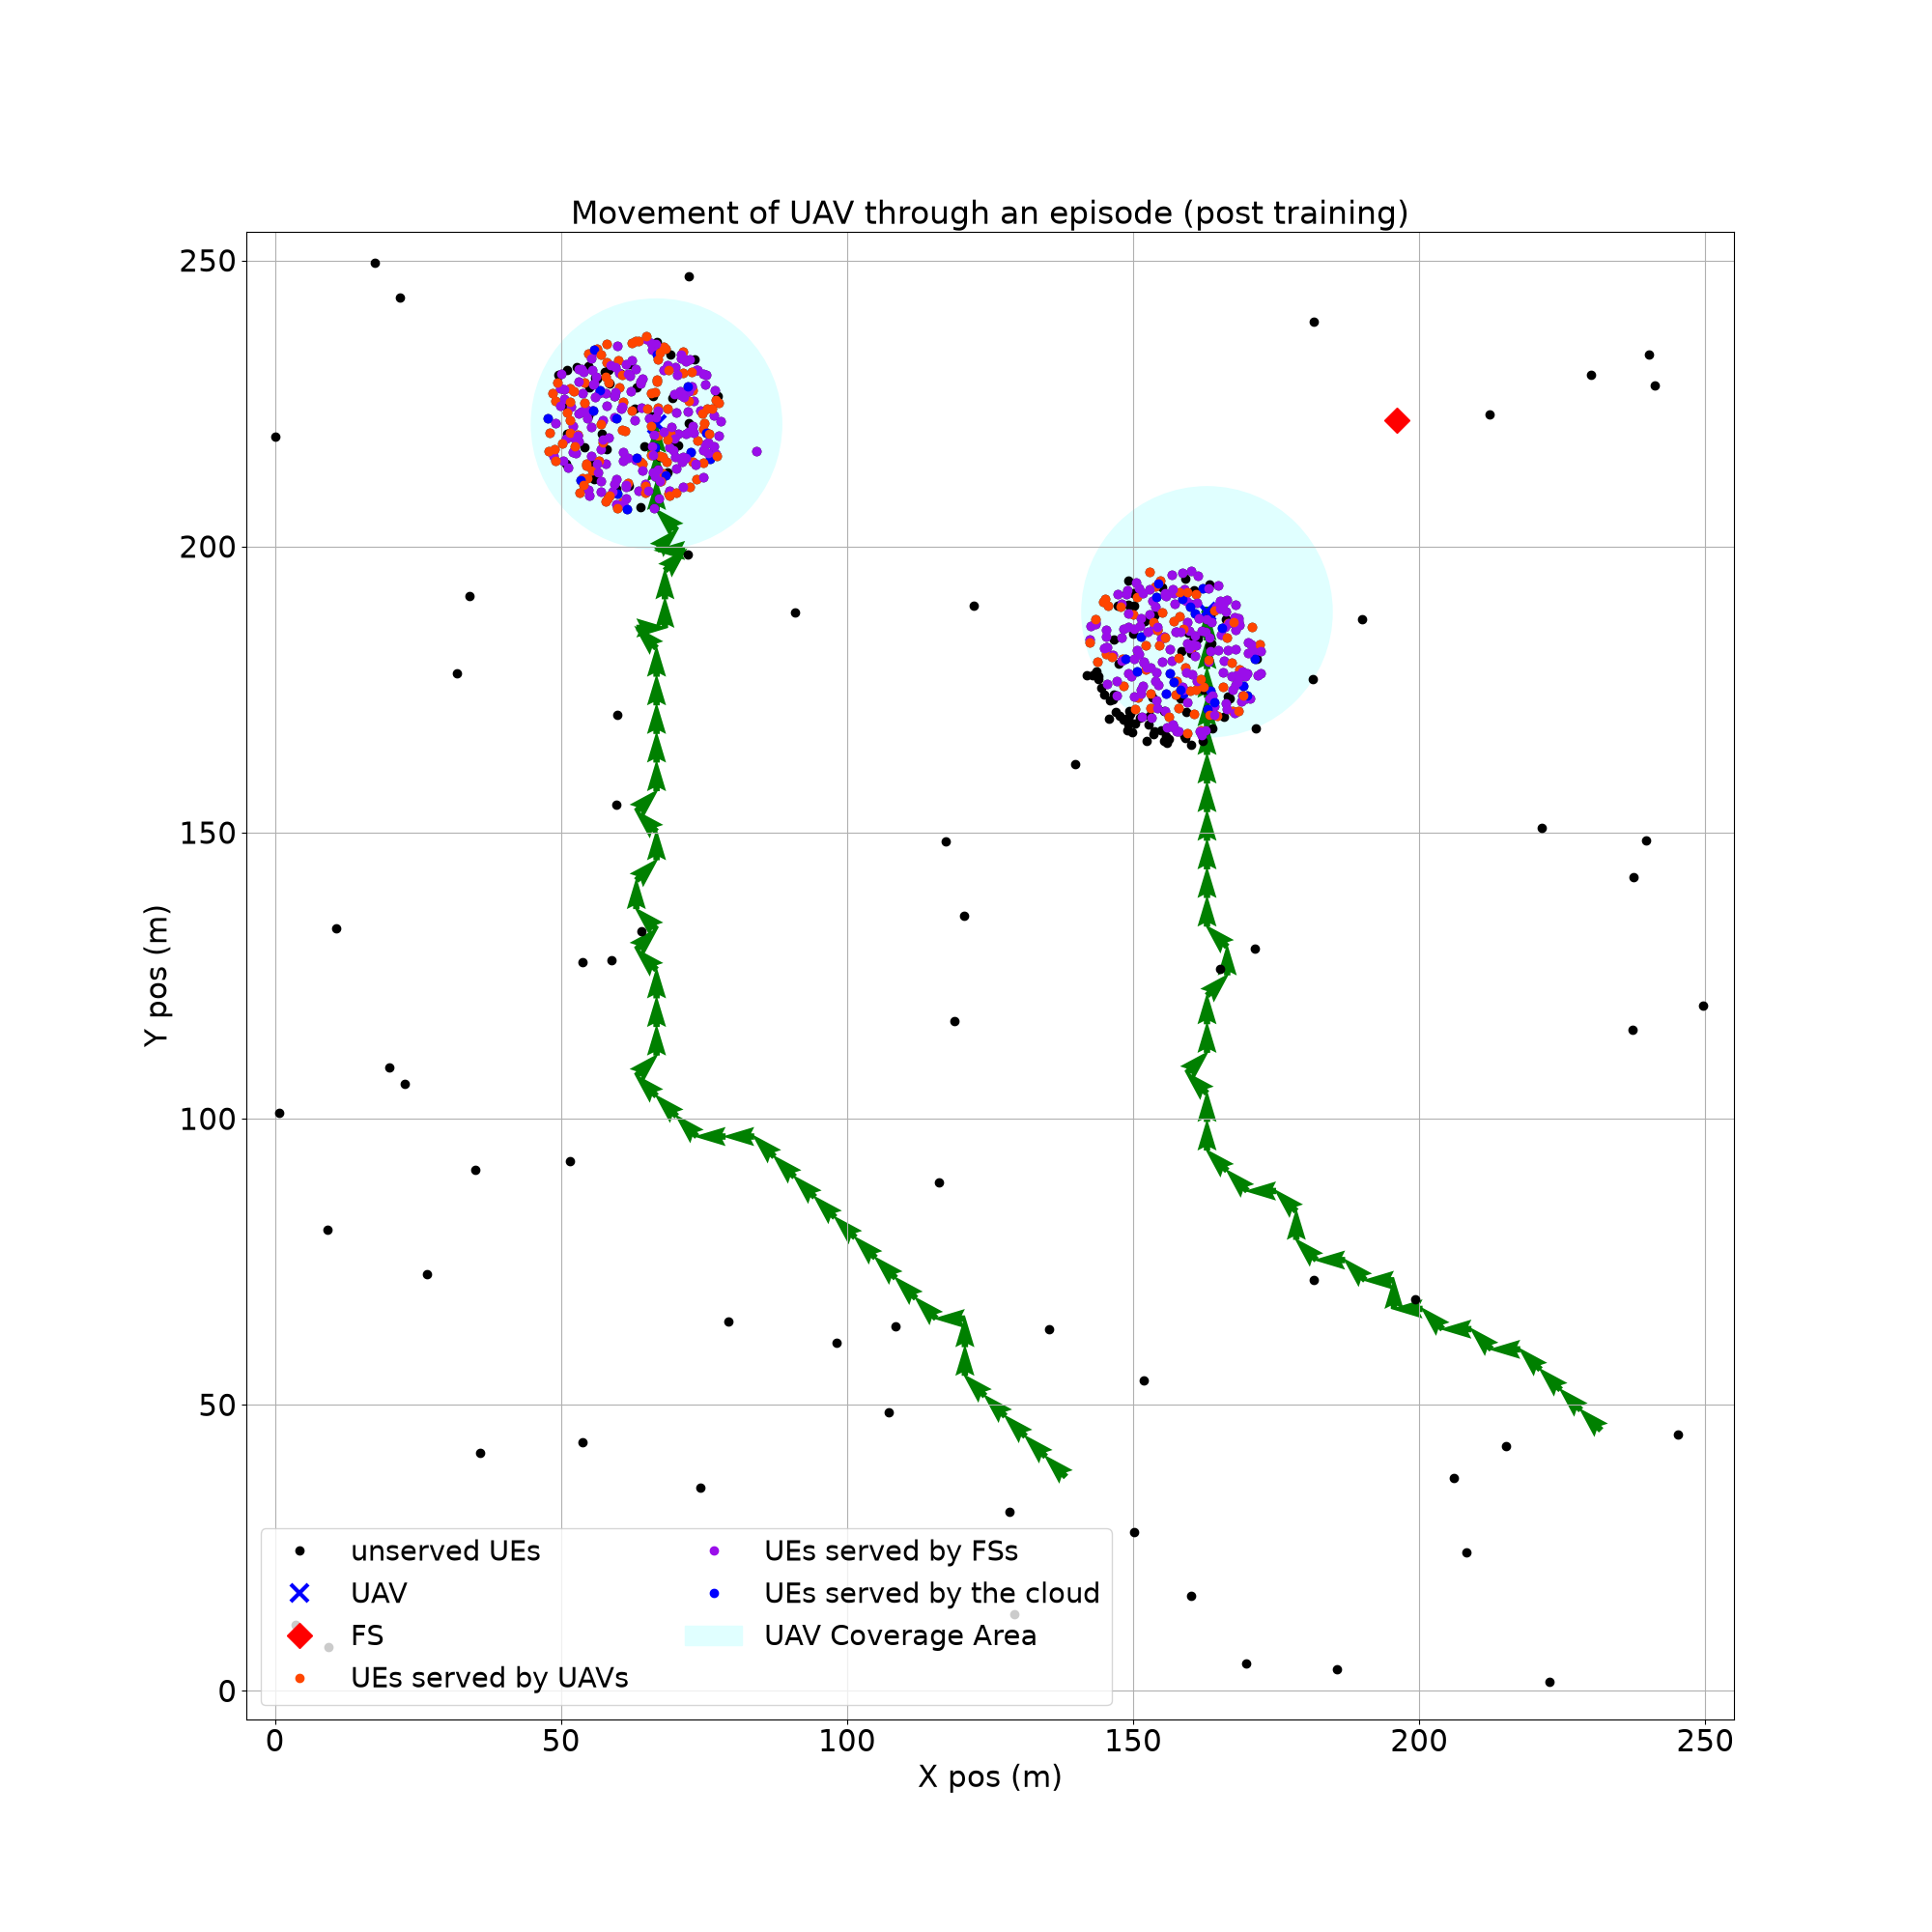 Movement of UAV through an episode (post training)
250
200
150
100
50
0
Y pos (m)
unserved UEs
UAV
FS
UEs served by UAVs
UEs served by FSs
UEs served by the cloud
UAV Coverage Area
0 50 100 150 200 250
X pos (m)